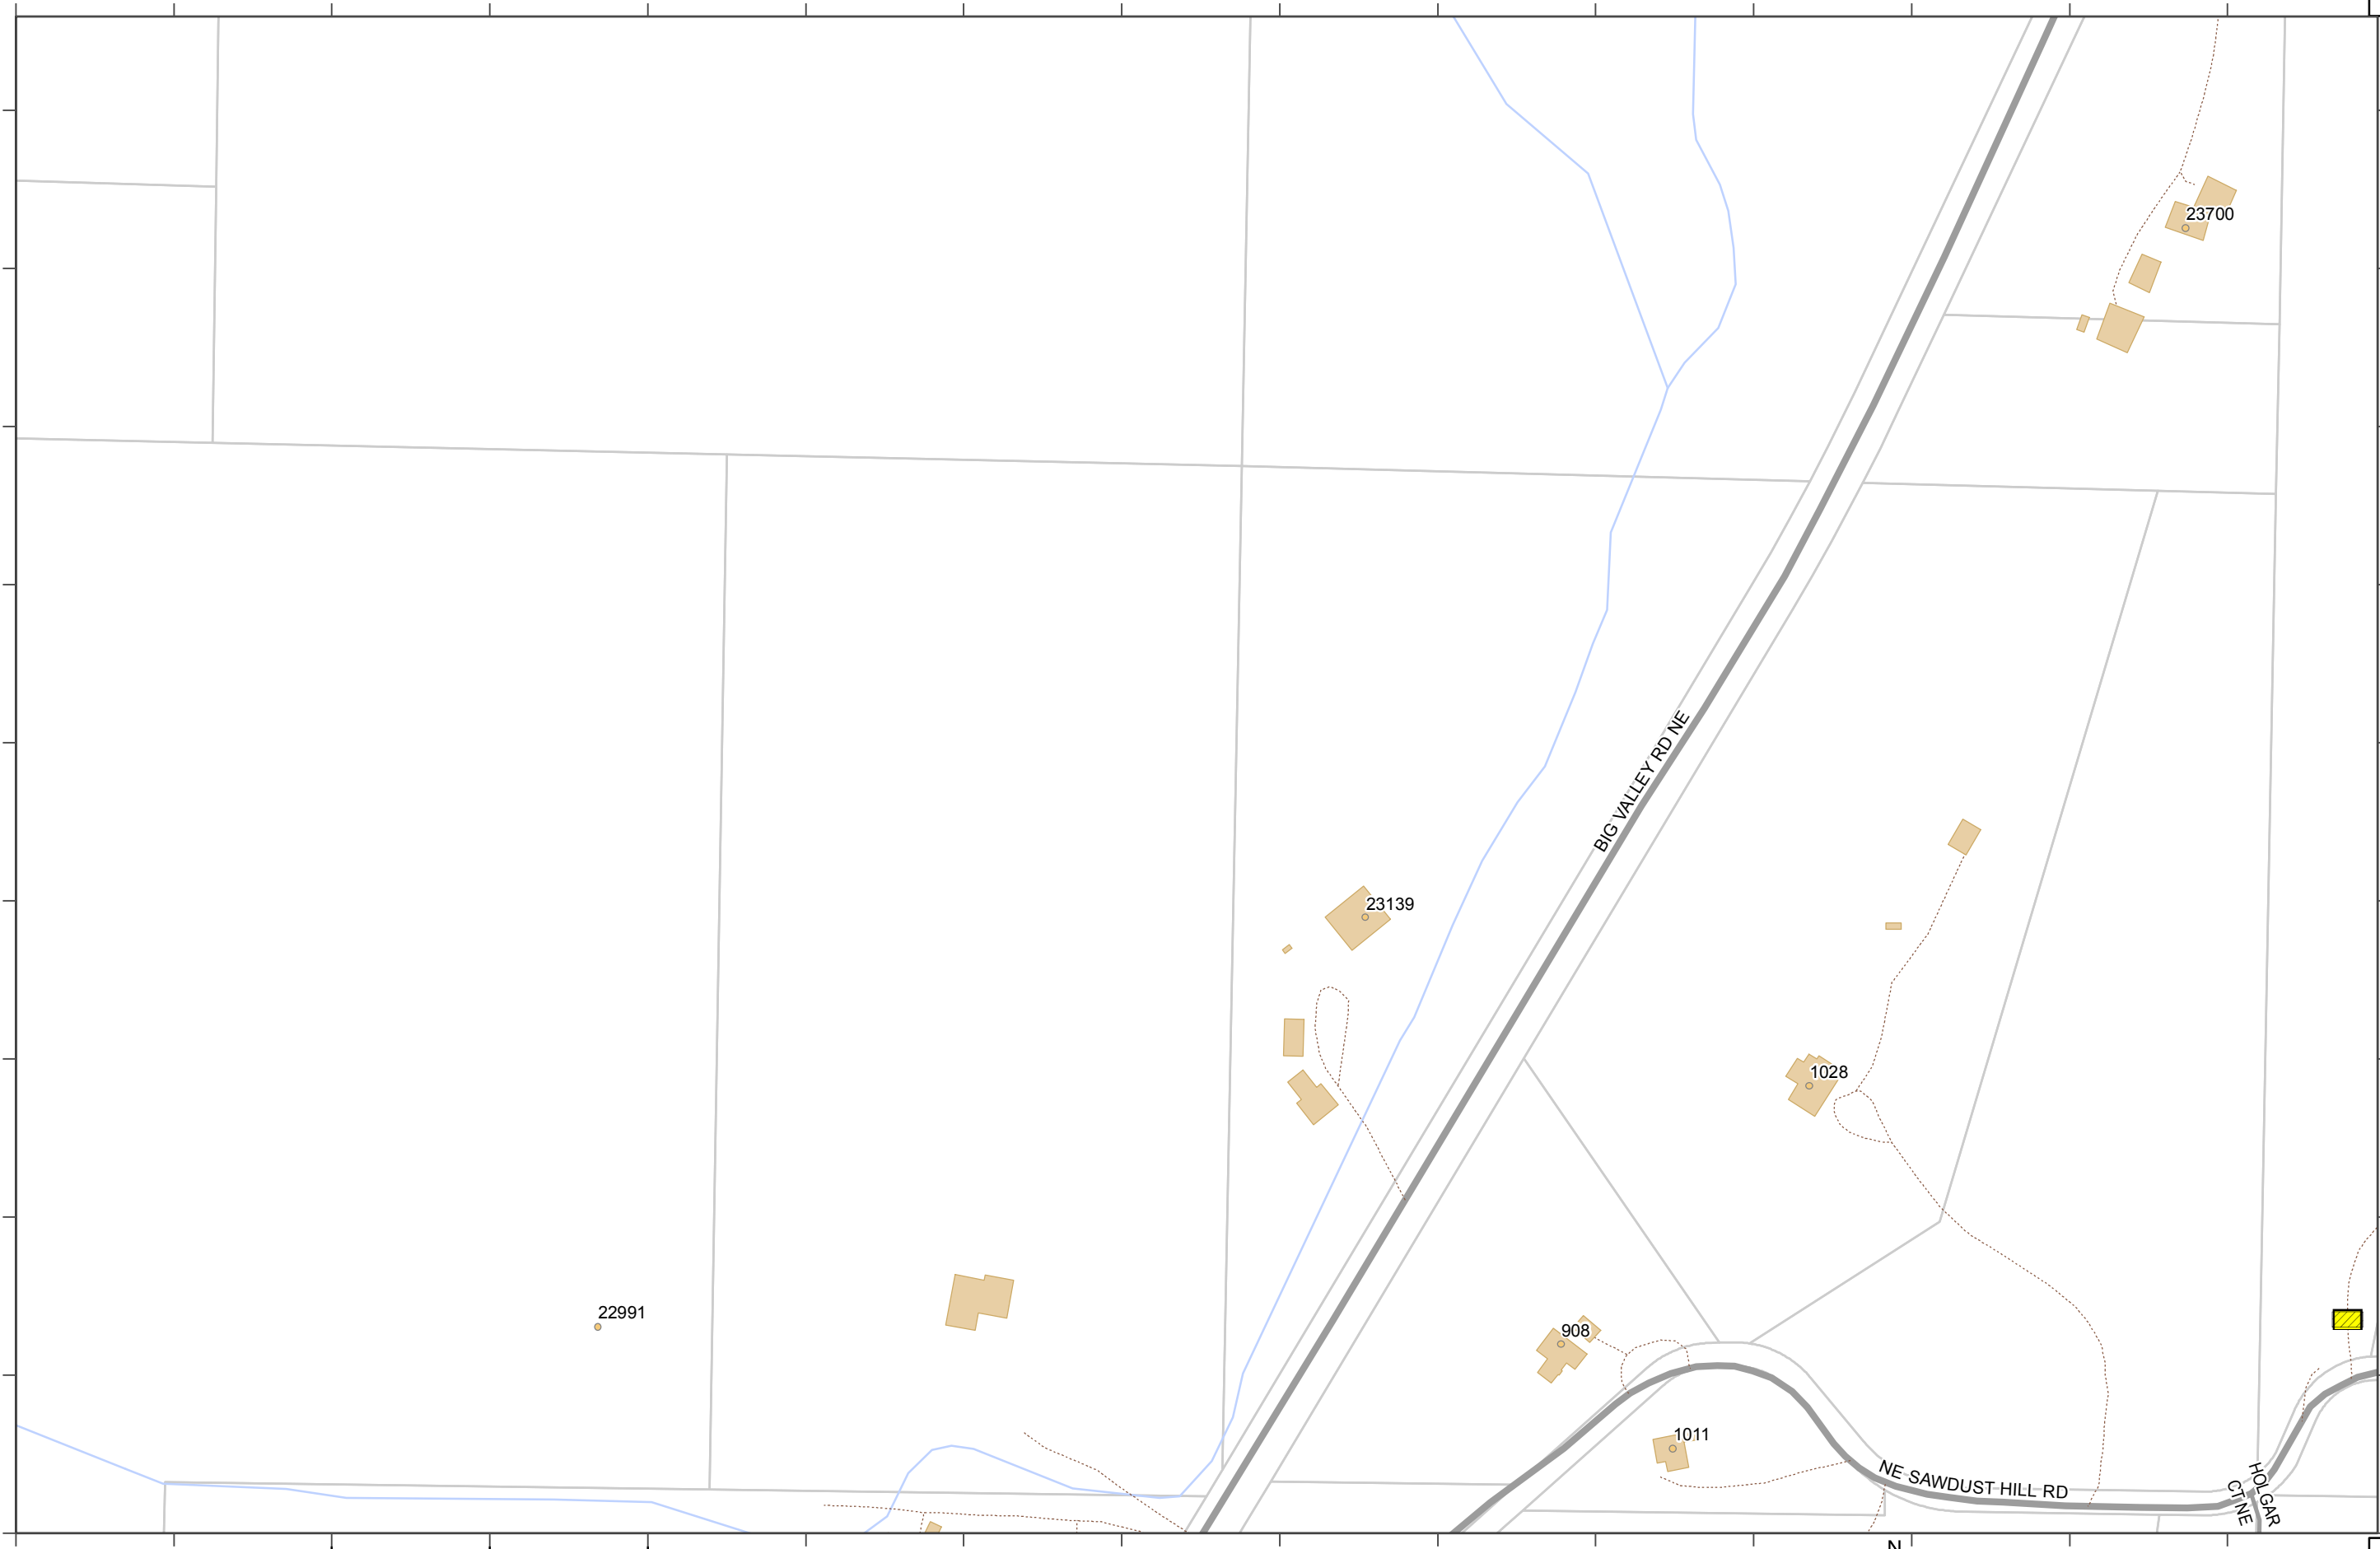 23700
BIG VALLEY RD NE
23139
1028
22991
908
1011
NE SAWDUST HILL RD
HOLGAR
CT NE
N